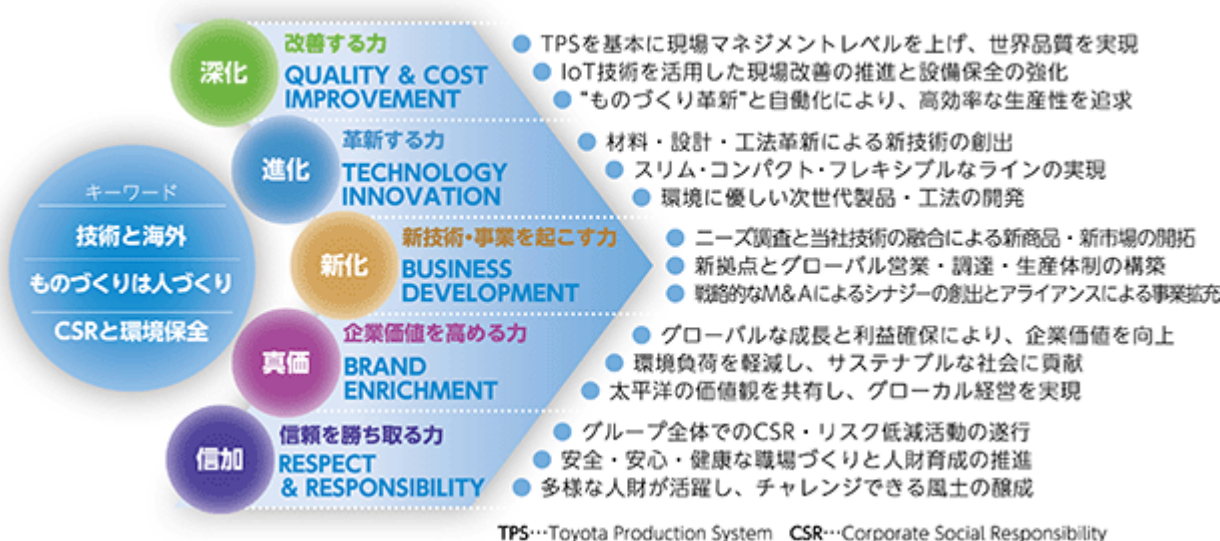 キーワード
技術と海外
ものづくりは人づくり
CSRと環境保全
深化
改善する力
QUALITY & COST
IMPROVEMENT
● TPSを基本に現場マネジメントレベルを上げ、世界品質を実現
● IoT技術を活用した現場改善の推進と設備保全の強化
● “ものづくり革新”と自働化により、高効率な生産性を追求
進化
革新する力
TECHNOLOGY
INNOVATION
● 材料・設計・工法革新による新技術の創出
● スリム・コンパクト・フレキシブルなラインの実現
● 環境に優しい次世代製品・工法の開発
新化
新技術・事業を起こす力
BUSINESS
DEVELOPMENT
● ニーズ調査と当社技術の融合による新商品・新市場の開拓
● 新拠点とグローバル営業・調達・生産体制の構築
● 戦略的なM&Aによるシナジーの創出とアライアンスによる事業拡充
真価
企業価値を高める力
BRAND
ENRICHMENT
● グローバルな成長と利益確保により、企業価値を向上
● 環境負荷を軽減し、サステナブルな社会に貢献
● 太平洋の価値観を共有し、グローカル経営を実現
信加
信頼を勝ち取る力
RESPECT
& RESPONSIBILITY
● グループ全体でのCSR・リスク低減活動の遂行
● 安全・安心・健康な職場づくりと人財育成の推進
● 多様な人財が活躍し、チャレンジできる風土の醸成
TPS…Toyota Production System CSR…Corporate Social Responsibility